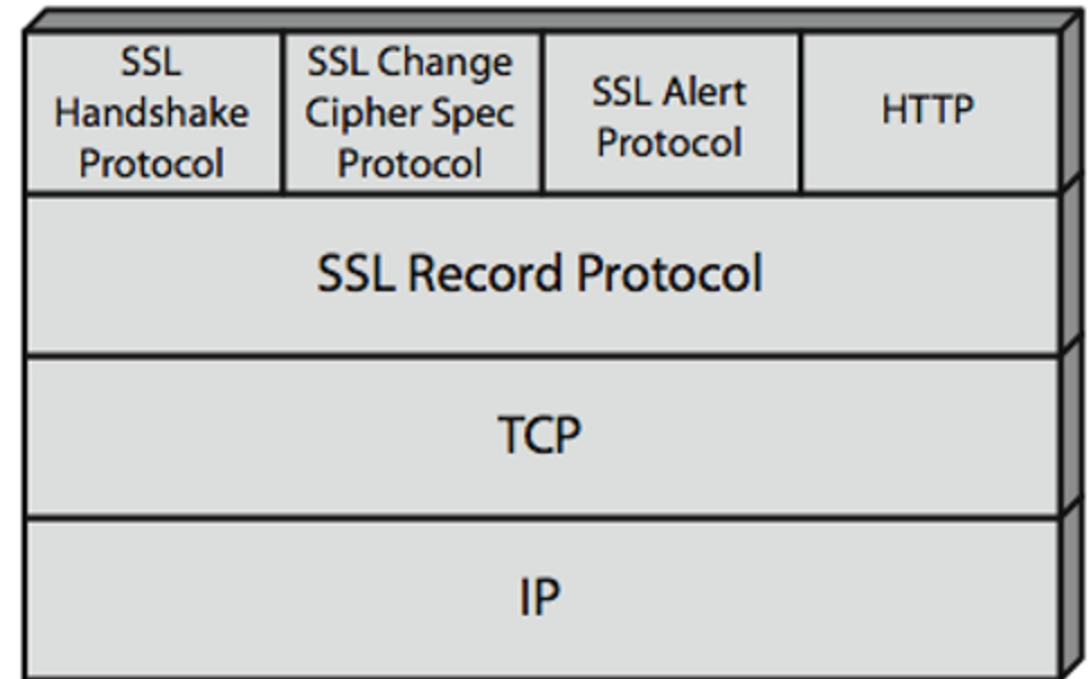 SSL
Handshake
Protocol
SSL Change
Cipher Spec
Protocol
SSL Alert
Protocol
HTTP
SSL Record Protocol
TCP
IP